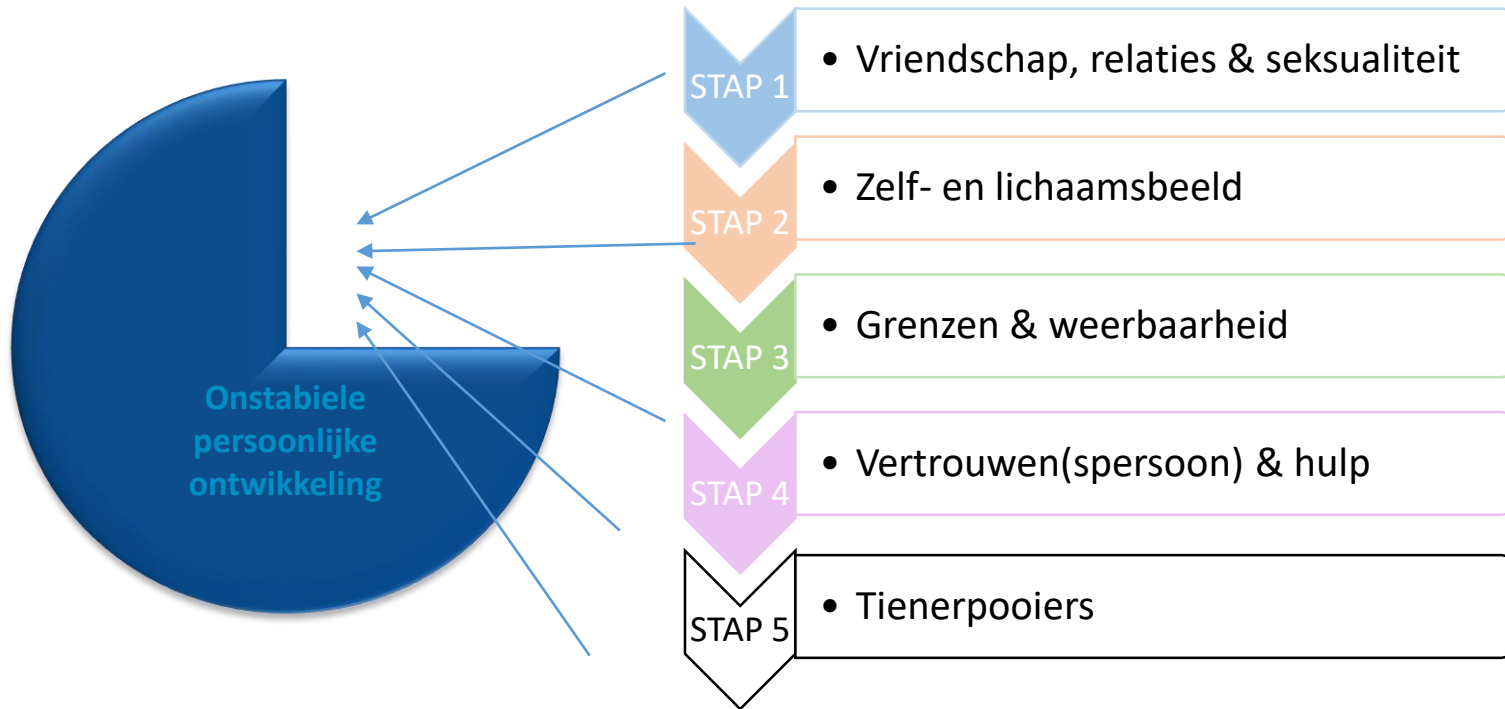 Onstabiele
persoonlijke
ontwikkeling
STAP 1
• Vriendschap, relaties & seksualiteit
STAP 2
• Zelf- en lichaamsbeeld
STAP 3
• Grenzen & weerbaarheid
STAP 4
• Vertrouwen(spersoon) & hulp
STAP 5
• Tienerpooiers